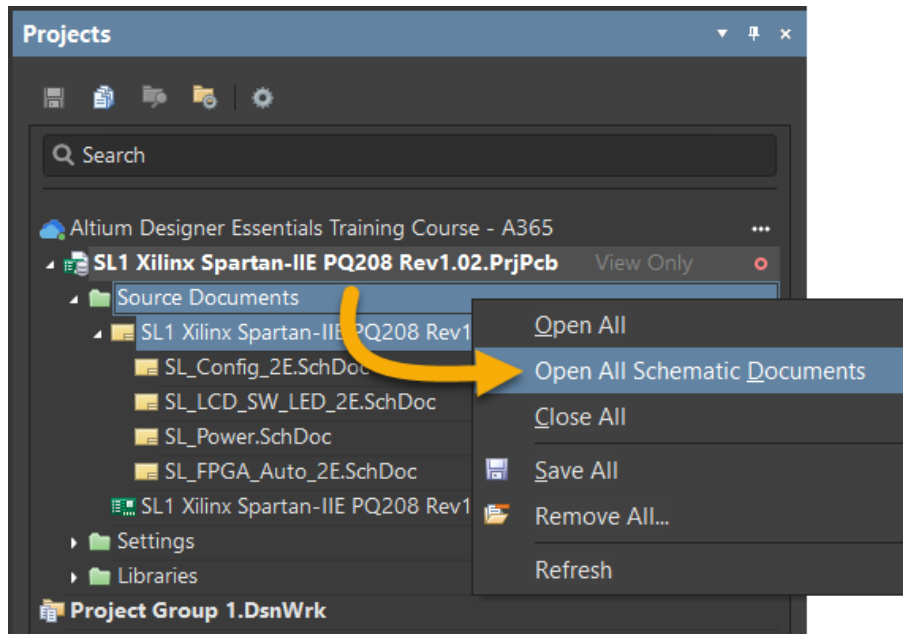 Projects
Search
Altium Designer Essentials Training Course - A365
SL1 Xilinx Spartan-IIE PQ208 Rev1.02.PrjPcb View Only
Source Documents
SL1 Xilinx Spartan-IIE PQ208 Rev1
SL_Config_2E.SchDoc
SL_LCD_SW_LED_2E.SchDoc
SL_Power.SchDoc
SL_FPGA_Auto_2E.SchDoc
SL1 Xilinx Spartan-IIE PQ208 Rev1
Settings
Libraries
Project Group 1.DsnWrk
Open All
Open All Schematic Documents
Close All
Save All
Remove All...
Refresh